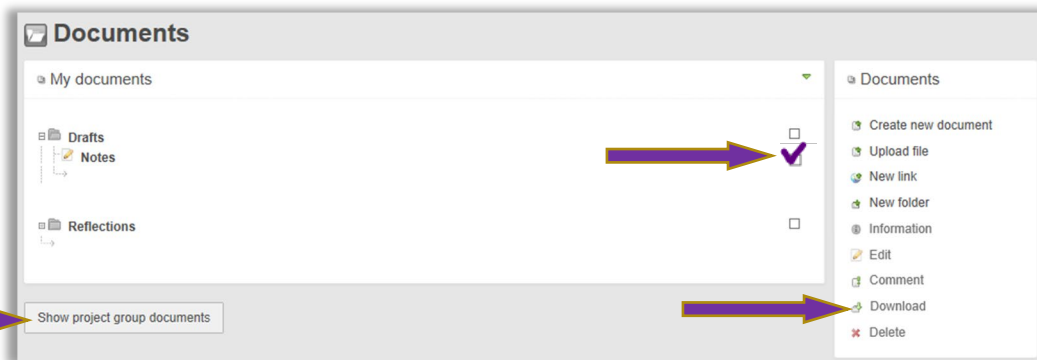 Documents
My documents
Drafts
Notes
Reflections
Show project group documents
Documents
Create new document
Upload file
New link
New folder
Information
Edit
Comment
Download
Delete